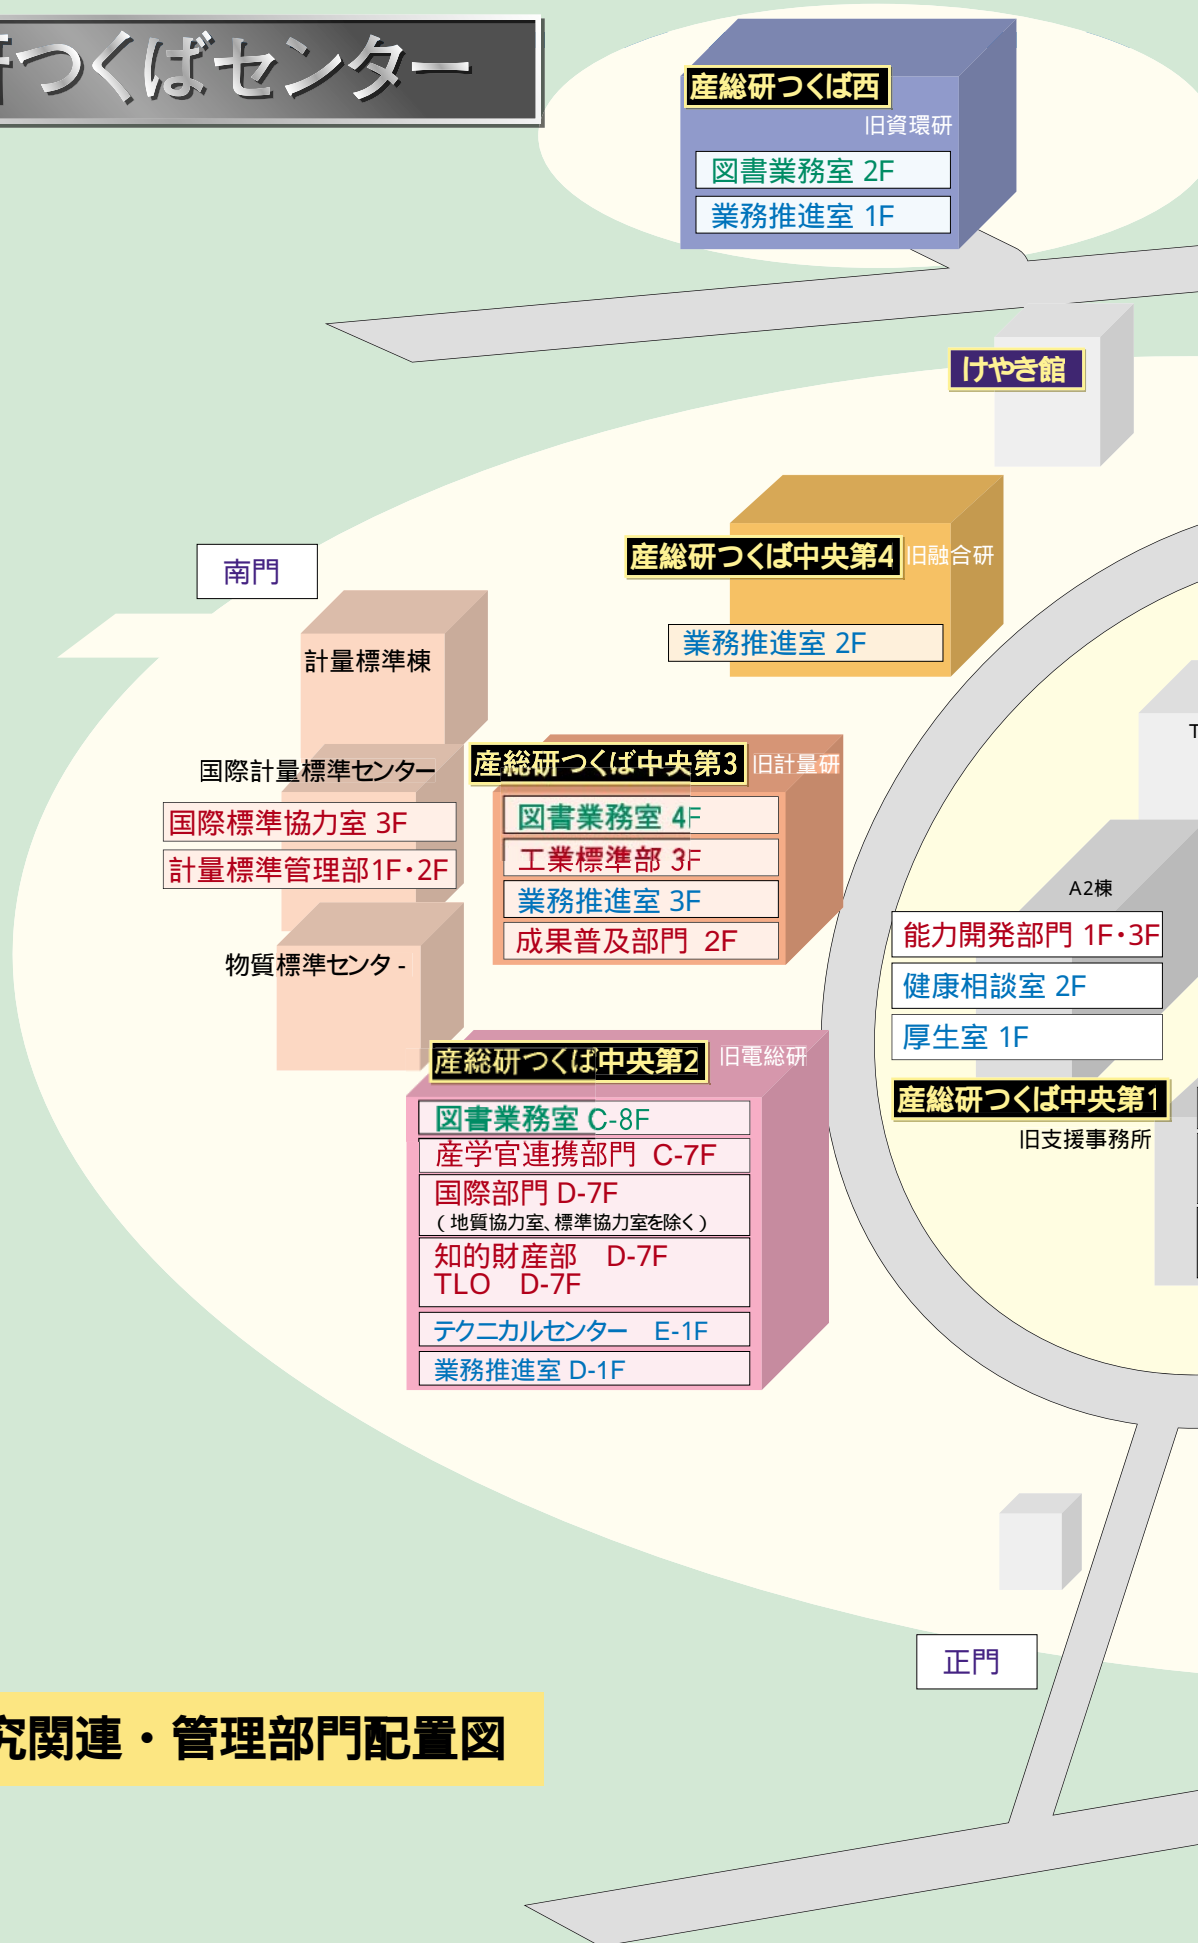 つくばセンター
産総研つくば西
旧資環研
図書業務室 2F
業務推進室 1F
けやき館
産総研つくば中央第4
旧融合研
業務推進室 2F
南門
計量標準棟
国際計量標準センター
国際標準協力室 3F
計量標準管理部1F・2F
物質標準センタ -
産総研つくば中央第3
旧計量研
図書業務室 4F
工業標準部 3F
業務推進室 3F
成果普及部門 2F
産総研つくば中央第2
旧電総研
図書業務室 C-8F
産学官連携部門 C-7F
国際部門 D-7F
（地質協力室、標準協力室を除く）
知的財産部 D-7F
TLO D-7F
テクニカルセンター E-1F
業務推進室 D-1F
T
A2棟
能力開発部門 1F・3F
健康相談室 2F
厚生室 1F
産総研つくば中央第1
旧支援事務所
正門
究関連・管理部門配置図